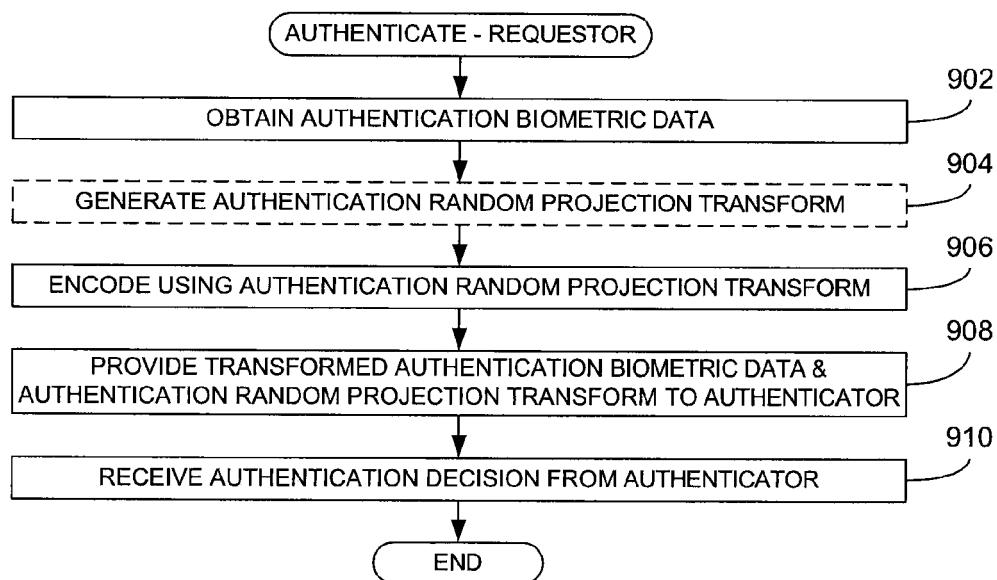 AUTHENTICATE - REQUESTOR
902
OBTAIN AUTHENTICATION BIOMETRIC DATA
904
GENERATE AUTHENTICATION RANDOM PROJECTION TRANSFORM
906
ENCODE USING AUTHENTICATION RANDOM PROJECTION TRANSFORM
908
PROVIDE TRANSFORMED AUTHENTICATION BIOMETRIC DATA &
AUTHENTICATION RANDOM PROJECTION TRANSFORM TO AUTHENTICATOR
910
RECEIVE AUTHENTICATION DECISION FROM AUTHENTICATOR
END